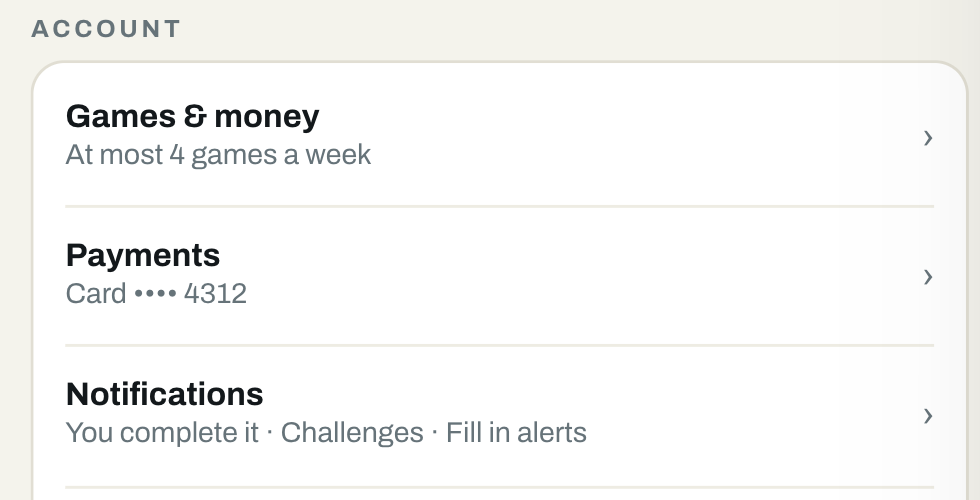 ACCOUNT
Games & money
At most 4 games a week
›
Payments
Card •••• 4312
›
Notifications
You complete it · Challenges · Fill in alerts
›